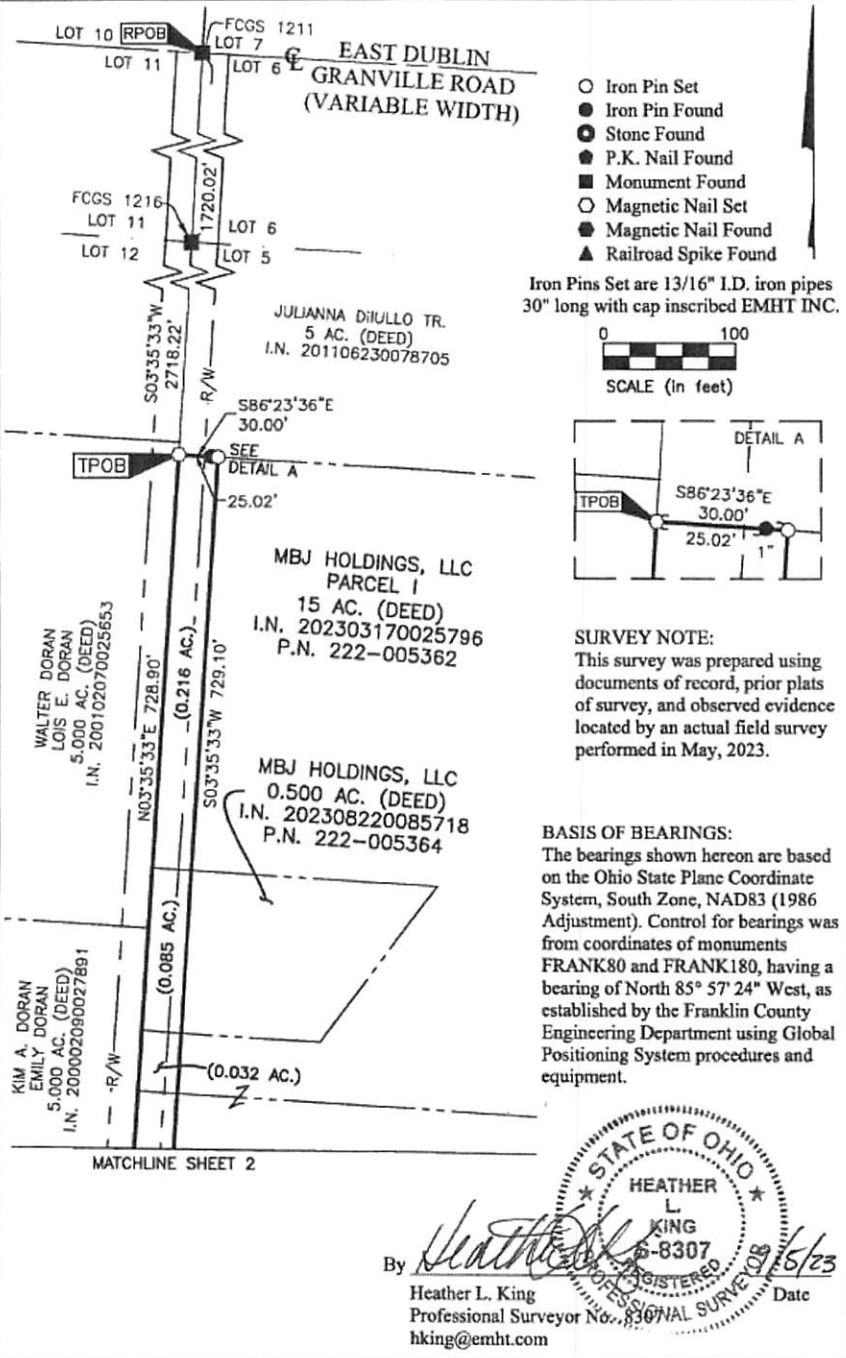 LOT 10 RPOB
FCGS 1211
LOT 7
LOT 11
LOT 6
℄ EAST DUBLIN
GRANVILLE ROAD
(VARIABLE WIDTH)
1720.02'
FCGS 1216
LOT 11
LOT 6
LOT 12
LOT 5
S03°35'33"W
2718.22'
R/W
JULIANNA DiIULLO TR.
5 AC. (DEED)
I.N. 201106230078705
S86°23'36"E
30.00'
SEE
DETAIL A
TPOB
25.02'
MBJ HOLDINGS, LLC
PARCEL I
15 AC. (DEED)
I.N. 202303170025796
P.N. 222-005362
WALTER DORAN
LOIS E. DORAN
5.000 AC. (DEED)
I.N. 200102070025653
N03°35'33"E 728.90'
(0.216 AC.)
S03°35'33"W 729.10'
MBJ HOLDINGS, LLC
0.500 AC. (DEED)
I.N. 202308220085718
P.N. 222-005364
(0.085 AC.)
KIM A. DORAN
EMILY DORAN
5.000 AC. (DEED)
I.N. 200002090027891
R/W
(0.032 AC.)
Z
MATCHLINE SHEET 2
Iron Pin Set
Iron Pin Found
Stone Found
P.K. Nail Found
Monument Found
Magnetic Nail Set
Magnetic Nail Found
Railroad Spike Found
Iron Pins Set are 13/16" I.D. iron pipes
30" long with cap inscribed EMHT INC.
0 100
SCALE (in feet)
DETAIL A
TPOB
S86°23'36"E
30.00'
25.02'
1"
SURVEY NOTE:
This survey was prepared using
documents of record, prior plats
of survey, and observed evidence
located by an actual field survey
performed in May, 2023.
BASIS OF BEARINGS:
The bearings shown hereon are based
on the Ohio State Plane Coordinate
System, South Zone, NAD83 (1986
Adjustment). Control for bearings was
from coordinates of monuments
FRANK80 and FRANK180, having a
bearing of North 85° 57' 24" West, as
established by the Franklin County
Engineering Department using Global
Positioning System procedures and
equipment.
STATE OF OHIO
HEATHER
L.
KING
S-8307
REGISTERED
PROFESSIONAL SURVEYOR
By
Heather L. King
Date
Professional Surveyor No. 8307
hking@emht.com